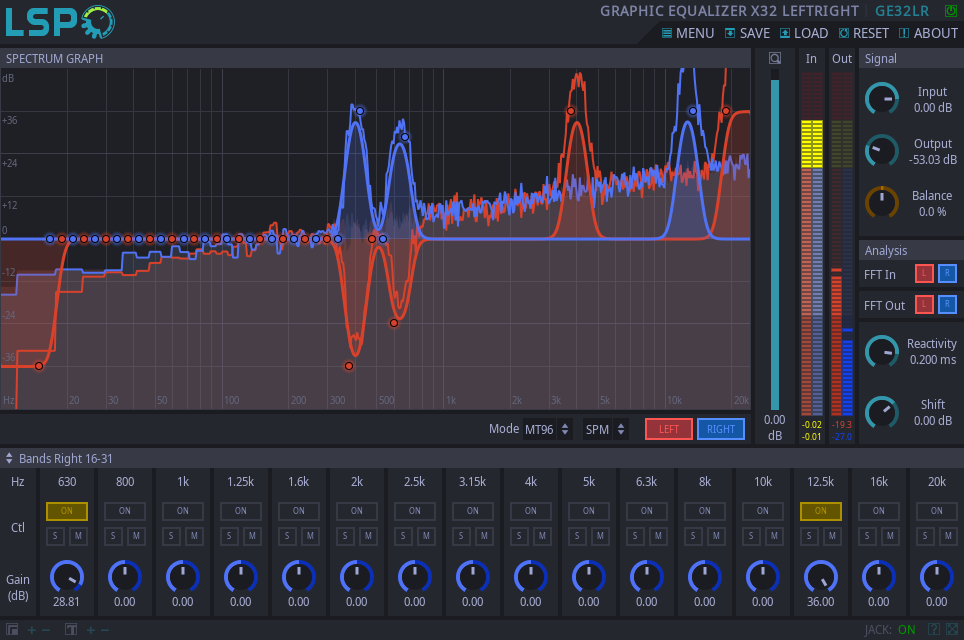 LSP
GRAPHIC EQUALIZER X32 LEFTRIGHT GE32LR
MENU SAVE LOAD RESET ABOUT
SPECTRUM GRAPH
In Out
Signal
dB
+36
+24
+12
0
-12
-24
-36
Hz 20 30 50 100 200 300 500 1k 2k 3k 5k 10k 20k
Input
0.00 dB
Output
-53.03 dB
Balance
0.0 %
Analysis
FFT In L R
FFT Out L R
Reactivity
0.200 ms
Shift
0.00 dB
0.00
dB
-0.02 -19.3
-0.01 -27.0
Mode MT96 SPM LEFT RIGHT
Bands Right 16-31
Hz 630 800 1k 1.25k 1.6k 2k 2.5k 3.15k 4k 5k 6.3k 8k 10k 12.5k 16k 20k
ON ON ON ON ON ON ON ON ON ON ON ON ON ON ON ON
Ctl
S M S M S M S M S M S M S M S M S M S M S M S M S M S M S M S M
Gain
(dB)
28.81 0.00 0.00 0.00 0.00 0.00 0.00 0.00 0.00 0.00 0.00 0.00 0.00 36.00 0.00 0.00
JACK: ON